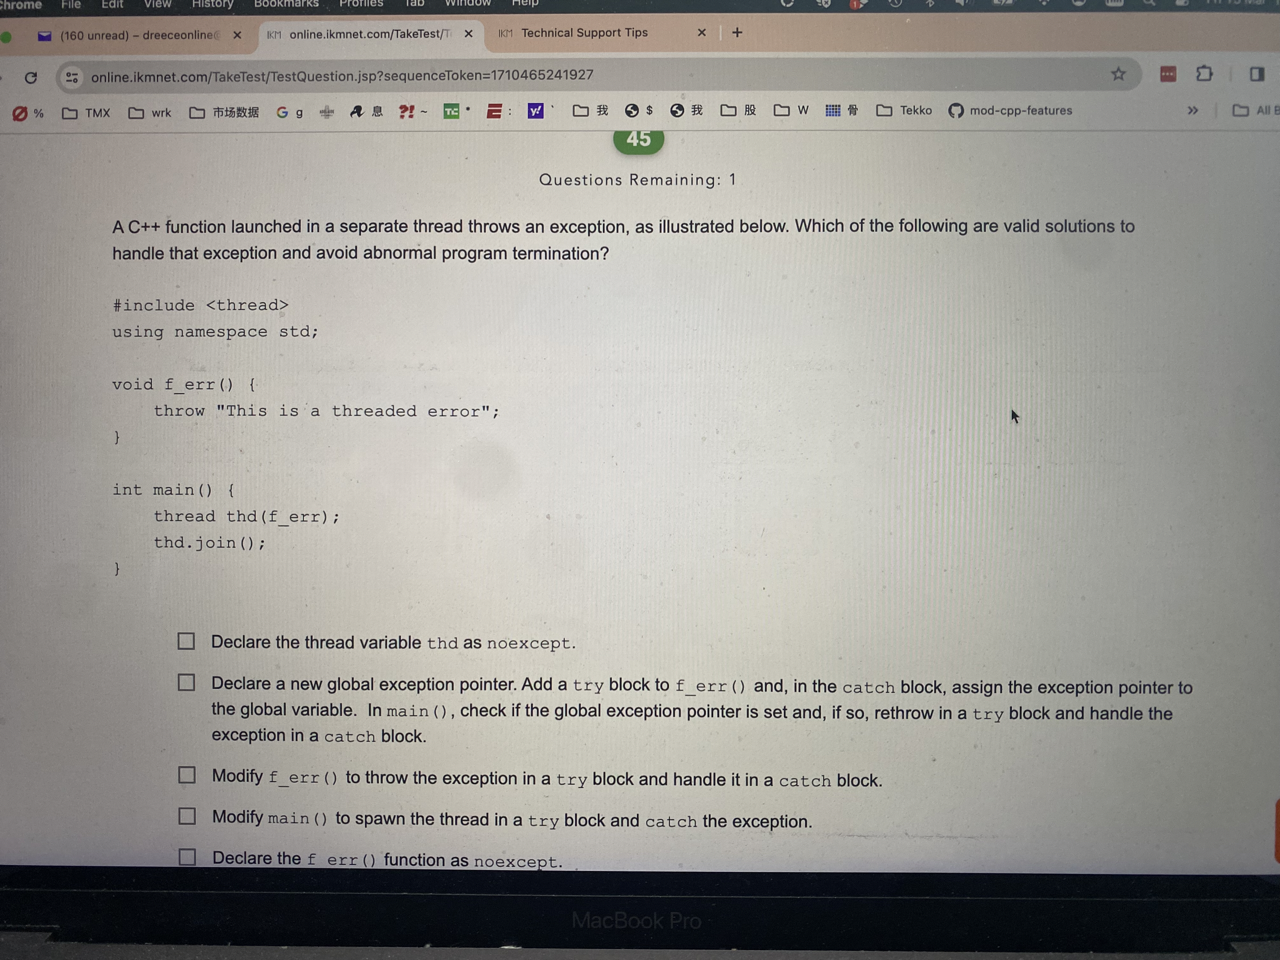 Chrome File Edit View History Bookmarks Profiles Tab Window Help
(160 unread) – dreeceonline@ × IKM online.ikmnet.com/TakeTest/T × IKM Technical Support Tips × +
online.ikmnet.com/TakeTest/TestQuestion.jsp?sequenceToken=1710465241927
% TMX wrk 市场数据 G g 息 ?! ~ TC • : y! ` 我 $ 我 股 W 骨 Tekko mod-cpp-features » All B
45
Questions Remaining: 1
A C++ function launched in a separate thread throws an exception, as illustrated below. Which of the following are valid solutions to
handle that exception and avoid abnormal program termination?
#include <thread>
using namespace std;
void f_err() {
throw "This is a threaded error";
}
int main() {
thread thd(f_err);
thd.join();
}
Declare the thread variable thd as noexcept.
Declare a new global exception pointer. Add a try block to f_err() and, in the catch block, assign the exception pointer to
the global variable. In main(), check if the global exception pointer is set and, if so, rethrow in a try block and handle the
exception in a catch block.
Modify f_err() to throw the exception in a try block and handle it in a catch block.
Modify main() to spawn the thread in a try block and catch the exception.
Declare the f_err() function as noexcept.
MacBook Pro